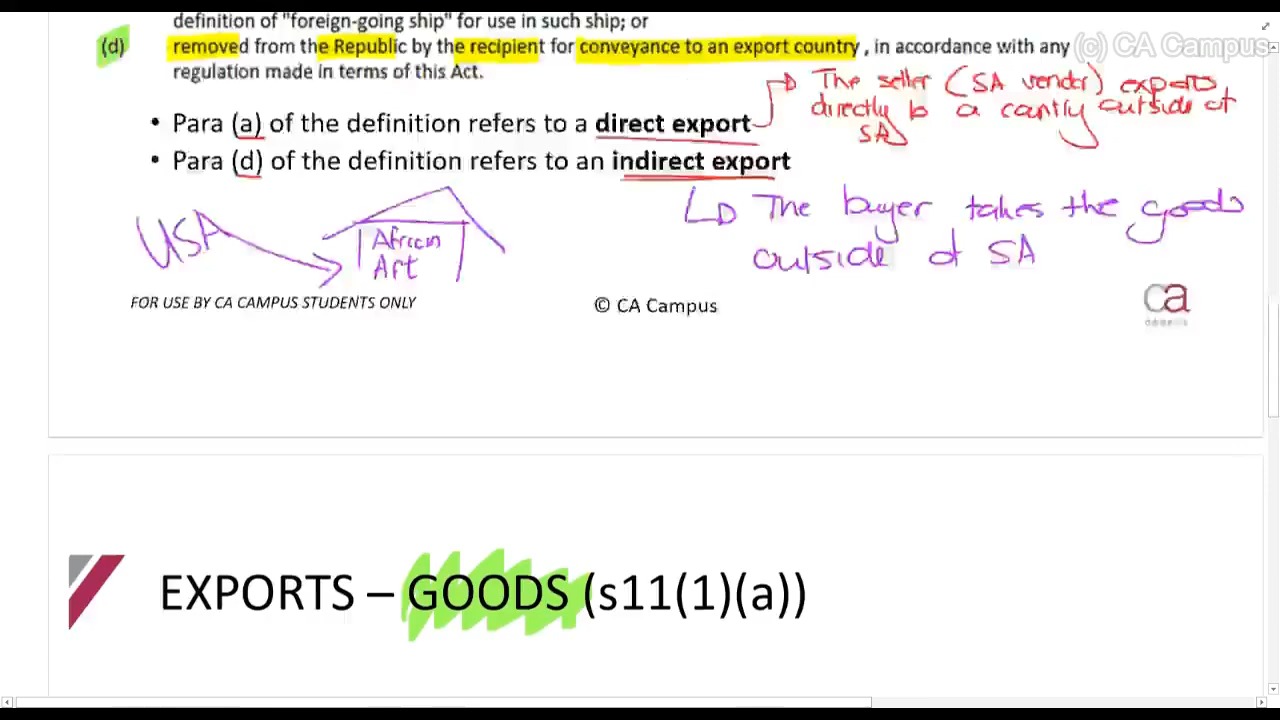 definition of "foreign-going ship" for use in such ship; or
(d) removed from the Republic by the recipient for conveyance to an export country , in accordance with any
regulation made in terms of this Act.
(c) CA Campus
The seller (SA vendor) exports
directly to a country outside of
SA
• Para (a) of the definition refers to a direct export
• Para (d) of the definition refers to an indirect export
The buyer takes the goods
outside of SA
USA
African
Art
FOR USE BY CA CAMPUS STUDENTS ONLY
© CA Campus
ca
EXPORTS – GOODS (s11(1)(a))